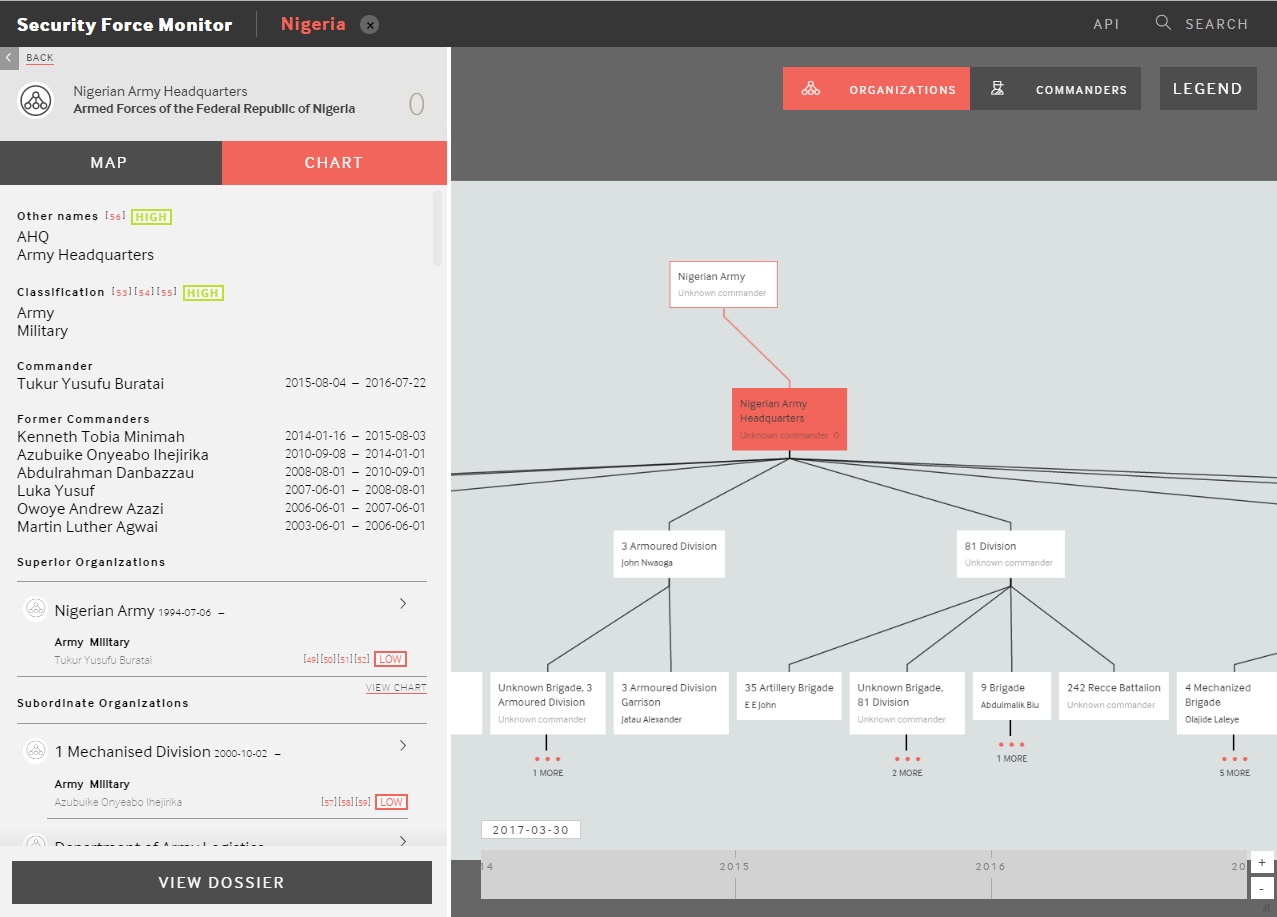 Security Force Monitor
Nigeria
API
SEARCH
BACK
Nigerian Army Headquarters
Armed Forces of the Federal Republic of Nigeria
0
MAP
CHART
ORGANIZATIONS
COMMANDERS
LEGEND
Other names [56] HIGH
AHQ
Army Headquarters
Classification [53][54][55] HIGH
Army
Military
Commander
Tukur Yusufu Buratai 2015-08-04 – 2016-07-22
Former Commanders
Kenneth Tobia Minimah 2014-01-16 – 2015-08-03
Azubuike Onyeabo Ihejirika 2010-09-08 – 2014-01-01
Abdulrahman Danbazzau 2008-08-01 – 2010-09-01
Luka Yusuf 2007-06-01 – 2008-08-01
Owoye Andrew Azazi 2006-06-01 – 2007-06-01
Martin Luther Agwai 2003-06-01 – 2006-06-01
Superior Organizations
Nigerian Army 1994-07-06 –
Army Military
Tukur Yusufu Buratai [49][50][51][52] LOW
VIEW CHART
Subordinate Organizations
1 Mechanised Division 2000-10-02 –
Army Military
Azubuike Onyeabo Ihejirika [57][58][59] LOW
Department of Army Logistics
VIEW DOSSIER
Nigerian Army
Unknown commander
Nigerian Army
Headquarters
Unknown commander 0
3 Armoured Division
John Nwaoga
81 Division
Unknown commander
Unknown Brigade, 3
Armoured Division
Unknown commander
1 MORE
3 Armoured Division
Garrison
Jatau Alexander
35 Artillery Brigade
E E John
Unknown Brigade,
81 Division
Unknown commander
2 MORE
9 Brigade
Abdulmalik Biu
1 MORE
242 Recce Battalion
Unknown commander
4 Mechanized
Brigade
Olajide Laleye
5 MORE
2017-03-30
14
2015
2016
20
+
-